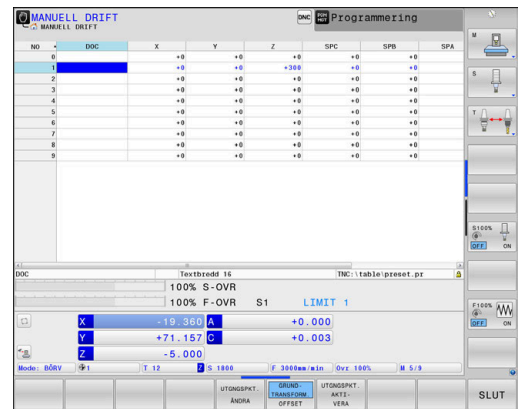 MANUELL DRIFT
MANUELL DRIFT
DNC
Programmering
NO DOC X Y Z SPC SPB SPA
0 +0 +0 +0 +0 +0
1 +0 +0 +300 +0 +0
2 +0 +0 +0 +0 +0
3 +0 +0 +0 +0 +0
4 +0 +0 +0 +0 +0
5 +0 +0 +0 +0 +0
6 +0 +0 +0 +0 +0
7 +0 +0 +0 +0 +0
8 +0 +0 +0 +0 +0
9 +0 +0 +0 +0 +0
DOC Textbredd 16 TNC:\table\preset.pr
100% S-OVR
100% F-OVR S1 LIMIT 1
X -19.360 A +0.000
Y +71.157 C +0.003
Z -5.000
Mode: BÖRV 1 T 12 Z S 1800 F 3000mm/min Ovr 100% M 5/9
UTGNGSPKT.
ÄNDRA
GRUND-
TRANSFORM.
OFFSET
UTGNGSPKT.
AKTI-
VERA
SLUT
M
S
T
S100%
OFF ON
F100%
OFF ON